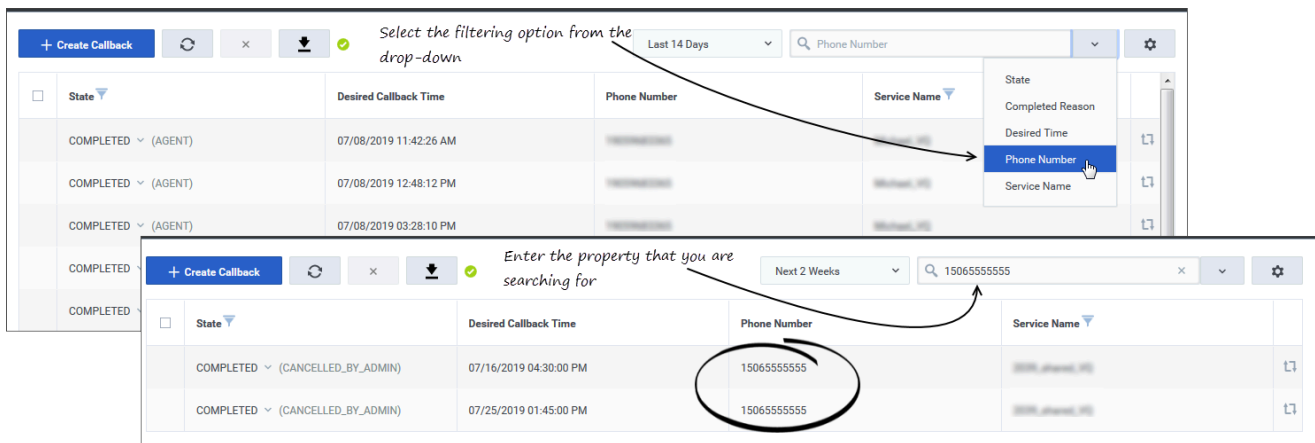 + Create Callback
Select the filtering option from the
drop-down
Last 14 Days
Phone Number
State
Desired Callback Time
Phone Number
Service Name
State
Completed Reason
Desired Time
Phone Number
Service Name
COMPLETED (AGENT) 07/08/2019 11:42:26 AM
COMPLETED (AGENT) 07/08/2019 12:48:12 PM
COMPLETED (AGENT) 07/08/2019 03:28:10 PM
COMPLETED
COMPLETED
+ Create Callback
Enter the property that you are
searching for
Next 2 Weeks
15065555555
State
Desired Callback Time
Phone Number
Service Name
COMPLETED (CANCELLED_BY_ADMIN) 07/16/2019 04:30:00 PM 15065555555
COMPLETED (CANCELLED_BY_ADMIN) 07/25/2019 01:45:00 PM 15065555555